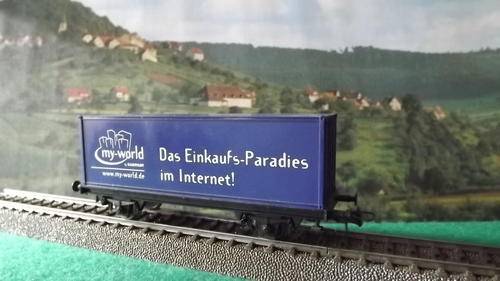 my-world
www.my-world.de
Das Einkaufs-Paradies
im Internet!